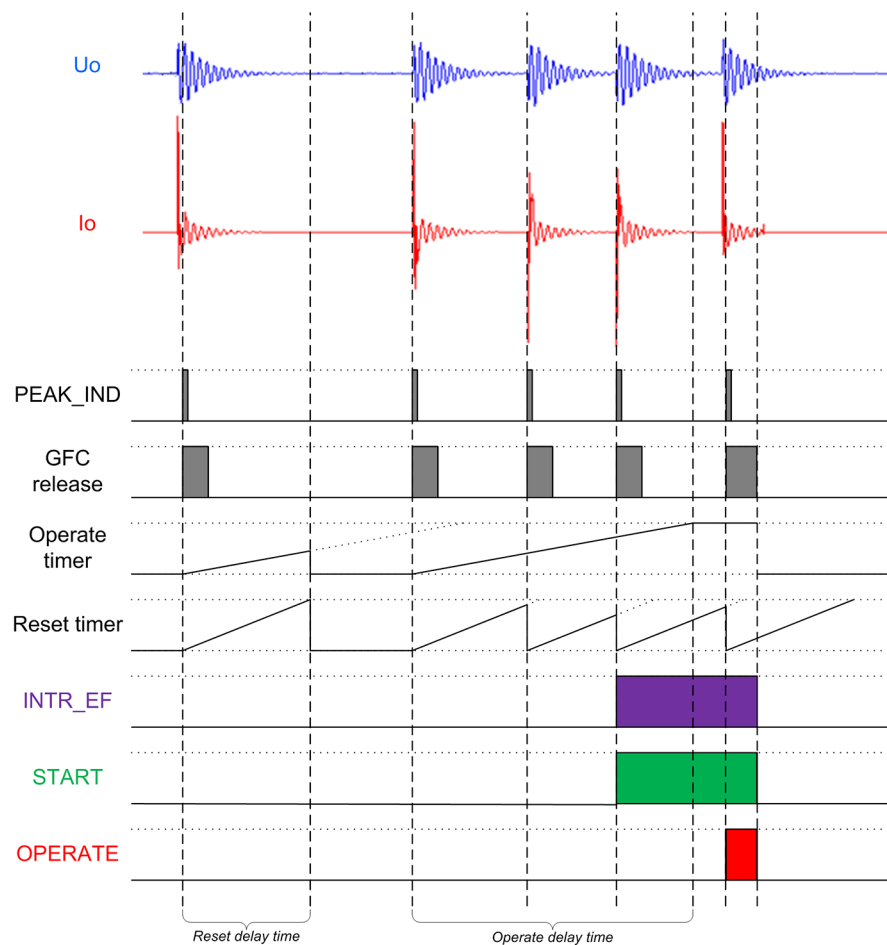 Uo
Io
PEAK_IND
GFC
release
Operate
timer
Reset timer
INTR_EF
START
OPERATE
Reset delay time
Operate delay time